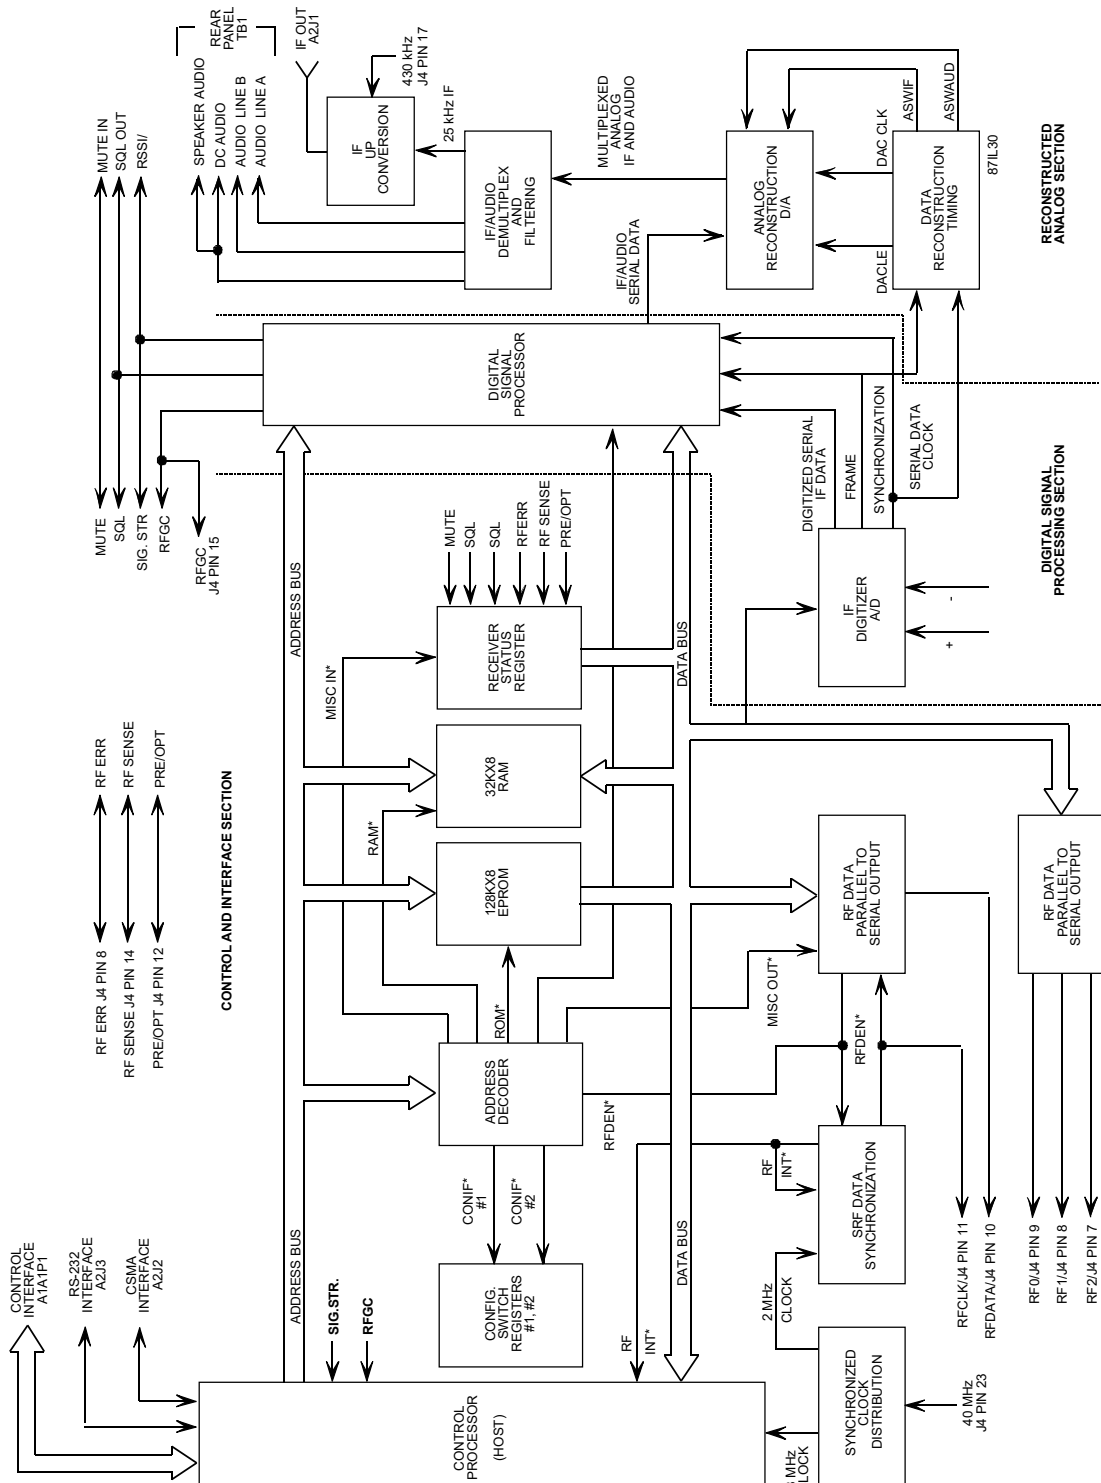 CONTROL
INTERFACE
A1A1P1
RS-232
INTERFACE
A2J3
CSMA
INTERFACE
A2J2
RF ERR J4 PIN 8
RF ERR
RF SENSE J4 PIN 14
RF SENSE
PRE/OPT J4 PIN 12
PRE/OPT
CONTROL AND INTERFACE SECTION
MUTE
MUTE IN
SQL
SQL OUT
SIG. STR
RSSI/
RFGC
RFGC
J4 PIN 15
SPEAKER AUDIO
DC AUDIO
AUDIO LINE B
AUDIO LINE A
REAR
PANEL
TB1
IF OUT
A2J1
IF
UP
CONVERSION
430 kHz
J4 PIN 17
25 kHz IF
IF/AUDIO
DEMULTIPLEX
AND
FILTERING
MULTIPLEXED
ANALOG
IF AND AUDIO
IF/AUDIO
SERIAL DATA
ANALOG
RECONSTRUCTION
D/A
DACLE
DAC CLK
ASWIF
ASWAUD
DATA
RECONSTRUCTION
TIMING
87IL30
RECONSTRUCTED
ANALOG SECTION
CONTROL
PROCESSOR
(HOST)
ADDRESS BUS
ADDRESS BUS
SIG.STR.
RFGC
RF
INT*
DATA BUS
DATA BUS
CONFIG.
SWITCH
REGISTERS
#1, #2
CONIF*
#1
CONIF*
#2
ADDRESS
DECODER
RFDEN*
ROM*
RAM*
MISC IN*
128KX8
EPROM
32KX8
RAM
RECEIVER
STATUS
REGISTER
MUTE
SQL
SQL
RFERR
RF SENSE
PRE/OPT
DIGITAL
SIGNAL
PROCESSOR
DIGITIZED SERIAL
IF DATA
FRAME
SYNCHRONIZATION
SERIAL DATA
CLOCK
IF
DIGITIZER
A/D
+
-
DIGITAL SIGNAL
PROCESSING SECTION
MHz
CLOCK
SYNCHRONIZED
CLOCK
DISTRIBUTION
40 MHz
J4 PIN 23
2 MHz
CLOCK
SRF DATA
SYNCHRONIZATION
RF
INT*
RFDEN*
MISC OUT*
RF DATA
PARALLEL TO
SERIAL OUTPUT
RFCLK/J4 PIN 11
RFDATA/J4 PIN 10
RF DATA
PARALLEL TO
SERIAL OUTPUT
RF0/J4 PIN 9
RF1/J4 PIN 8
RF2/J4 PIN 7